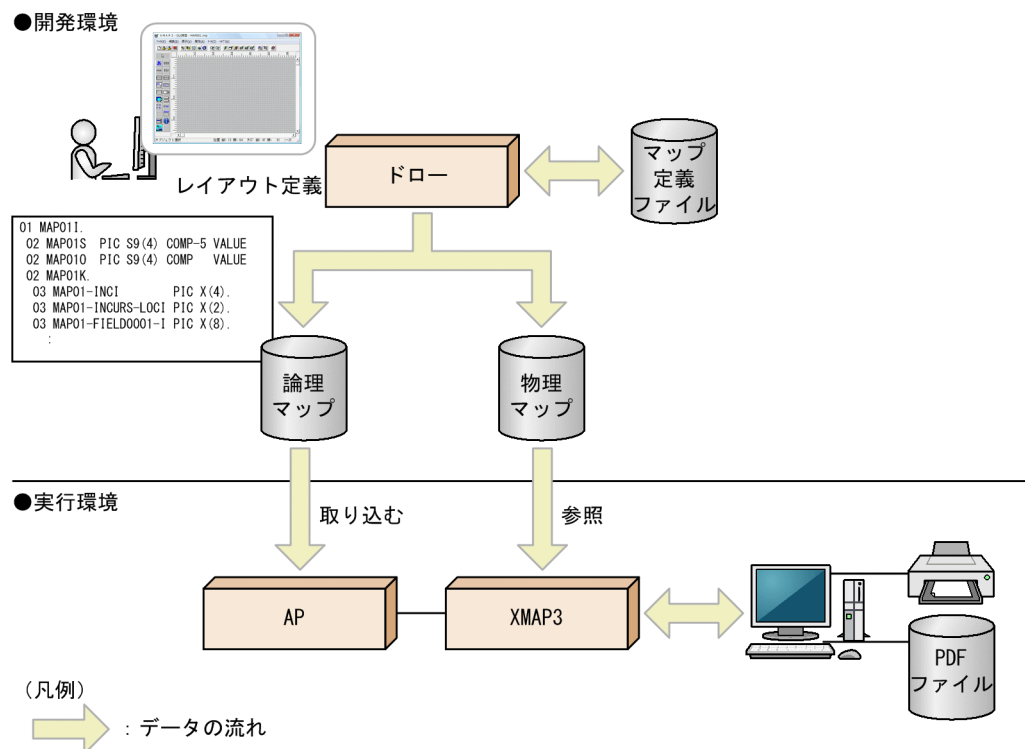 ●開発環境
レイアウト定義
ドロー
マップ
定義
ファイル
01 MAP01I.
02 MAP01S PIC S9(4) COMP-5 VALUE
02 MAP01O PIC S9(4) COMP VALUE
02 MAP01K.
03 MAP01-INCI PIC X(4).
03 MAP01-INCURS-LOCI PIC X(2).
03 MAP01-FIELD0001-I PIC X(8).
:
論理
マップ
物理
マップ
●実行環境
取り込む
参照
AP
XMAP3
PDF
ファイル
(凡例)
:データの流れ